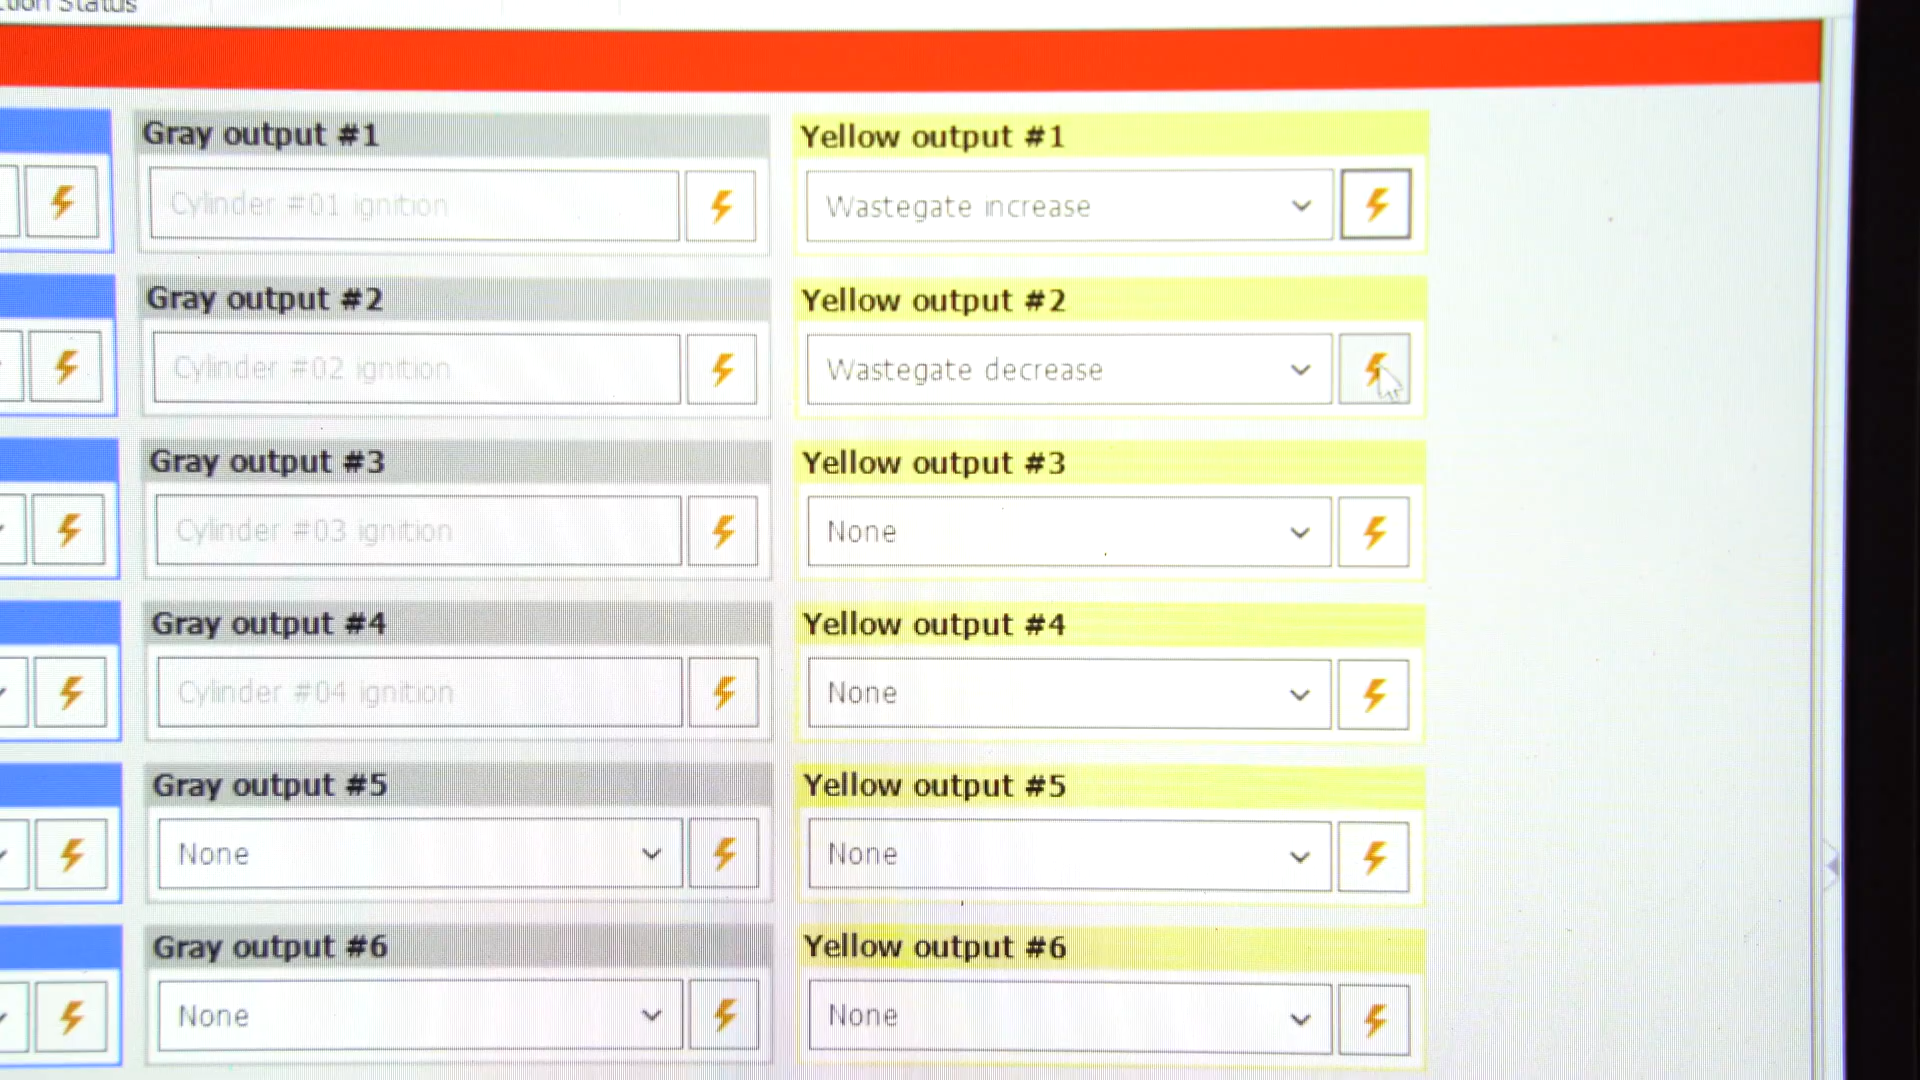 Status
Gray output #1
Yellow output #1
Cylinder #01 ignition
Wastegate increase
Gray output #2
Yellow output #2
Cylinder #02 ignition
Wastegate decrease
Gray output #3
Yellow output #3
Cylinder #03 ignition
None
Gray output #4
Yellow output #4
Cylinder #04 ignition
None
Gray output #5
Yellow output #5
None
None
Gray output #6
Yellow output #6
None
None